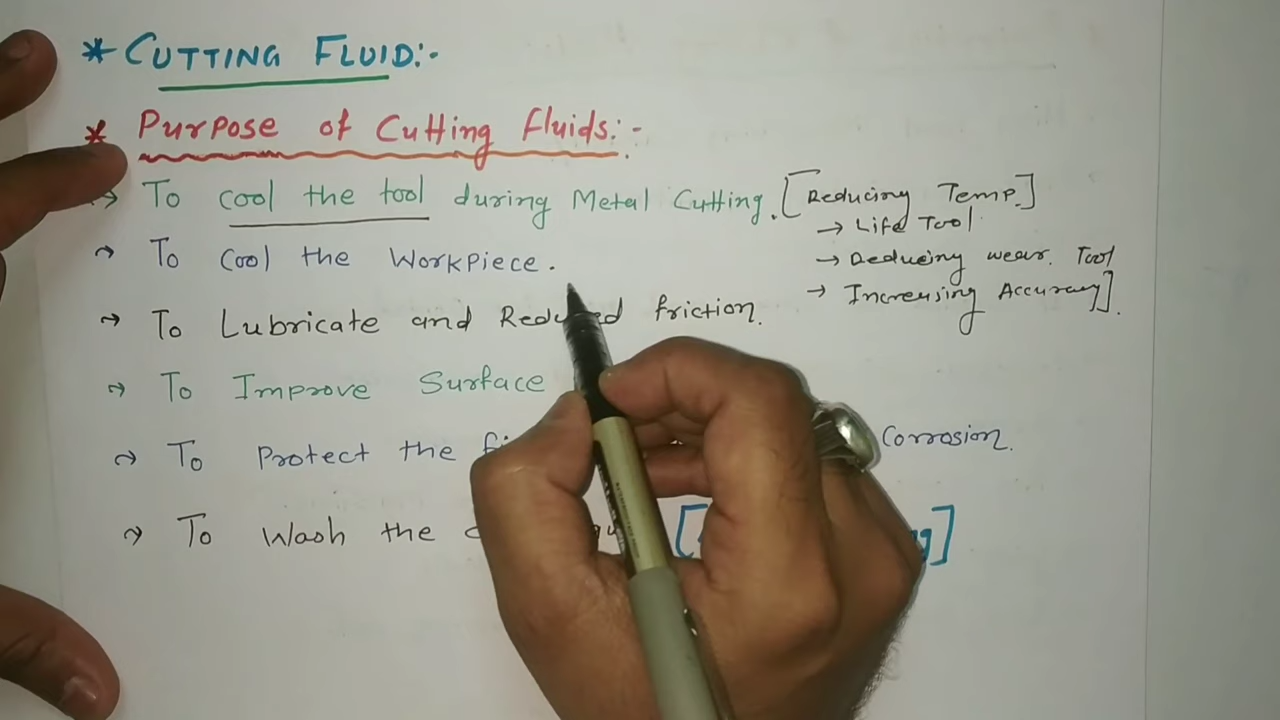 * CUTTING FLUID:-
* Purpose of Cutting Fluids:-
→ To cool the tool during Metal Cutting. [Reducing Temp.]
→ Life Tool
→ To Cool the Workpiece.
→ Reducing wear. Tool
→ Increasing Accuracy].
→ To Lubricate and Reduced friction.
→ To Improve Surface
→ To Protect the Corrosion.
→ To Wash the [ ]